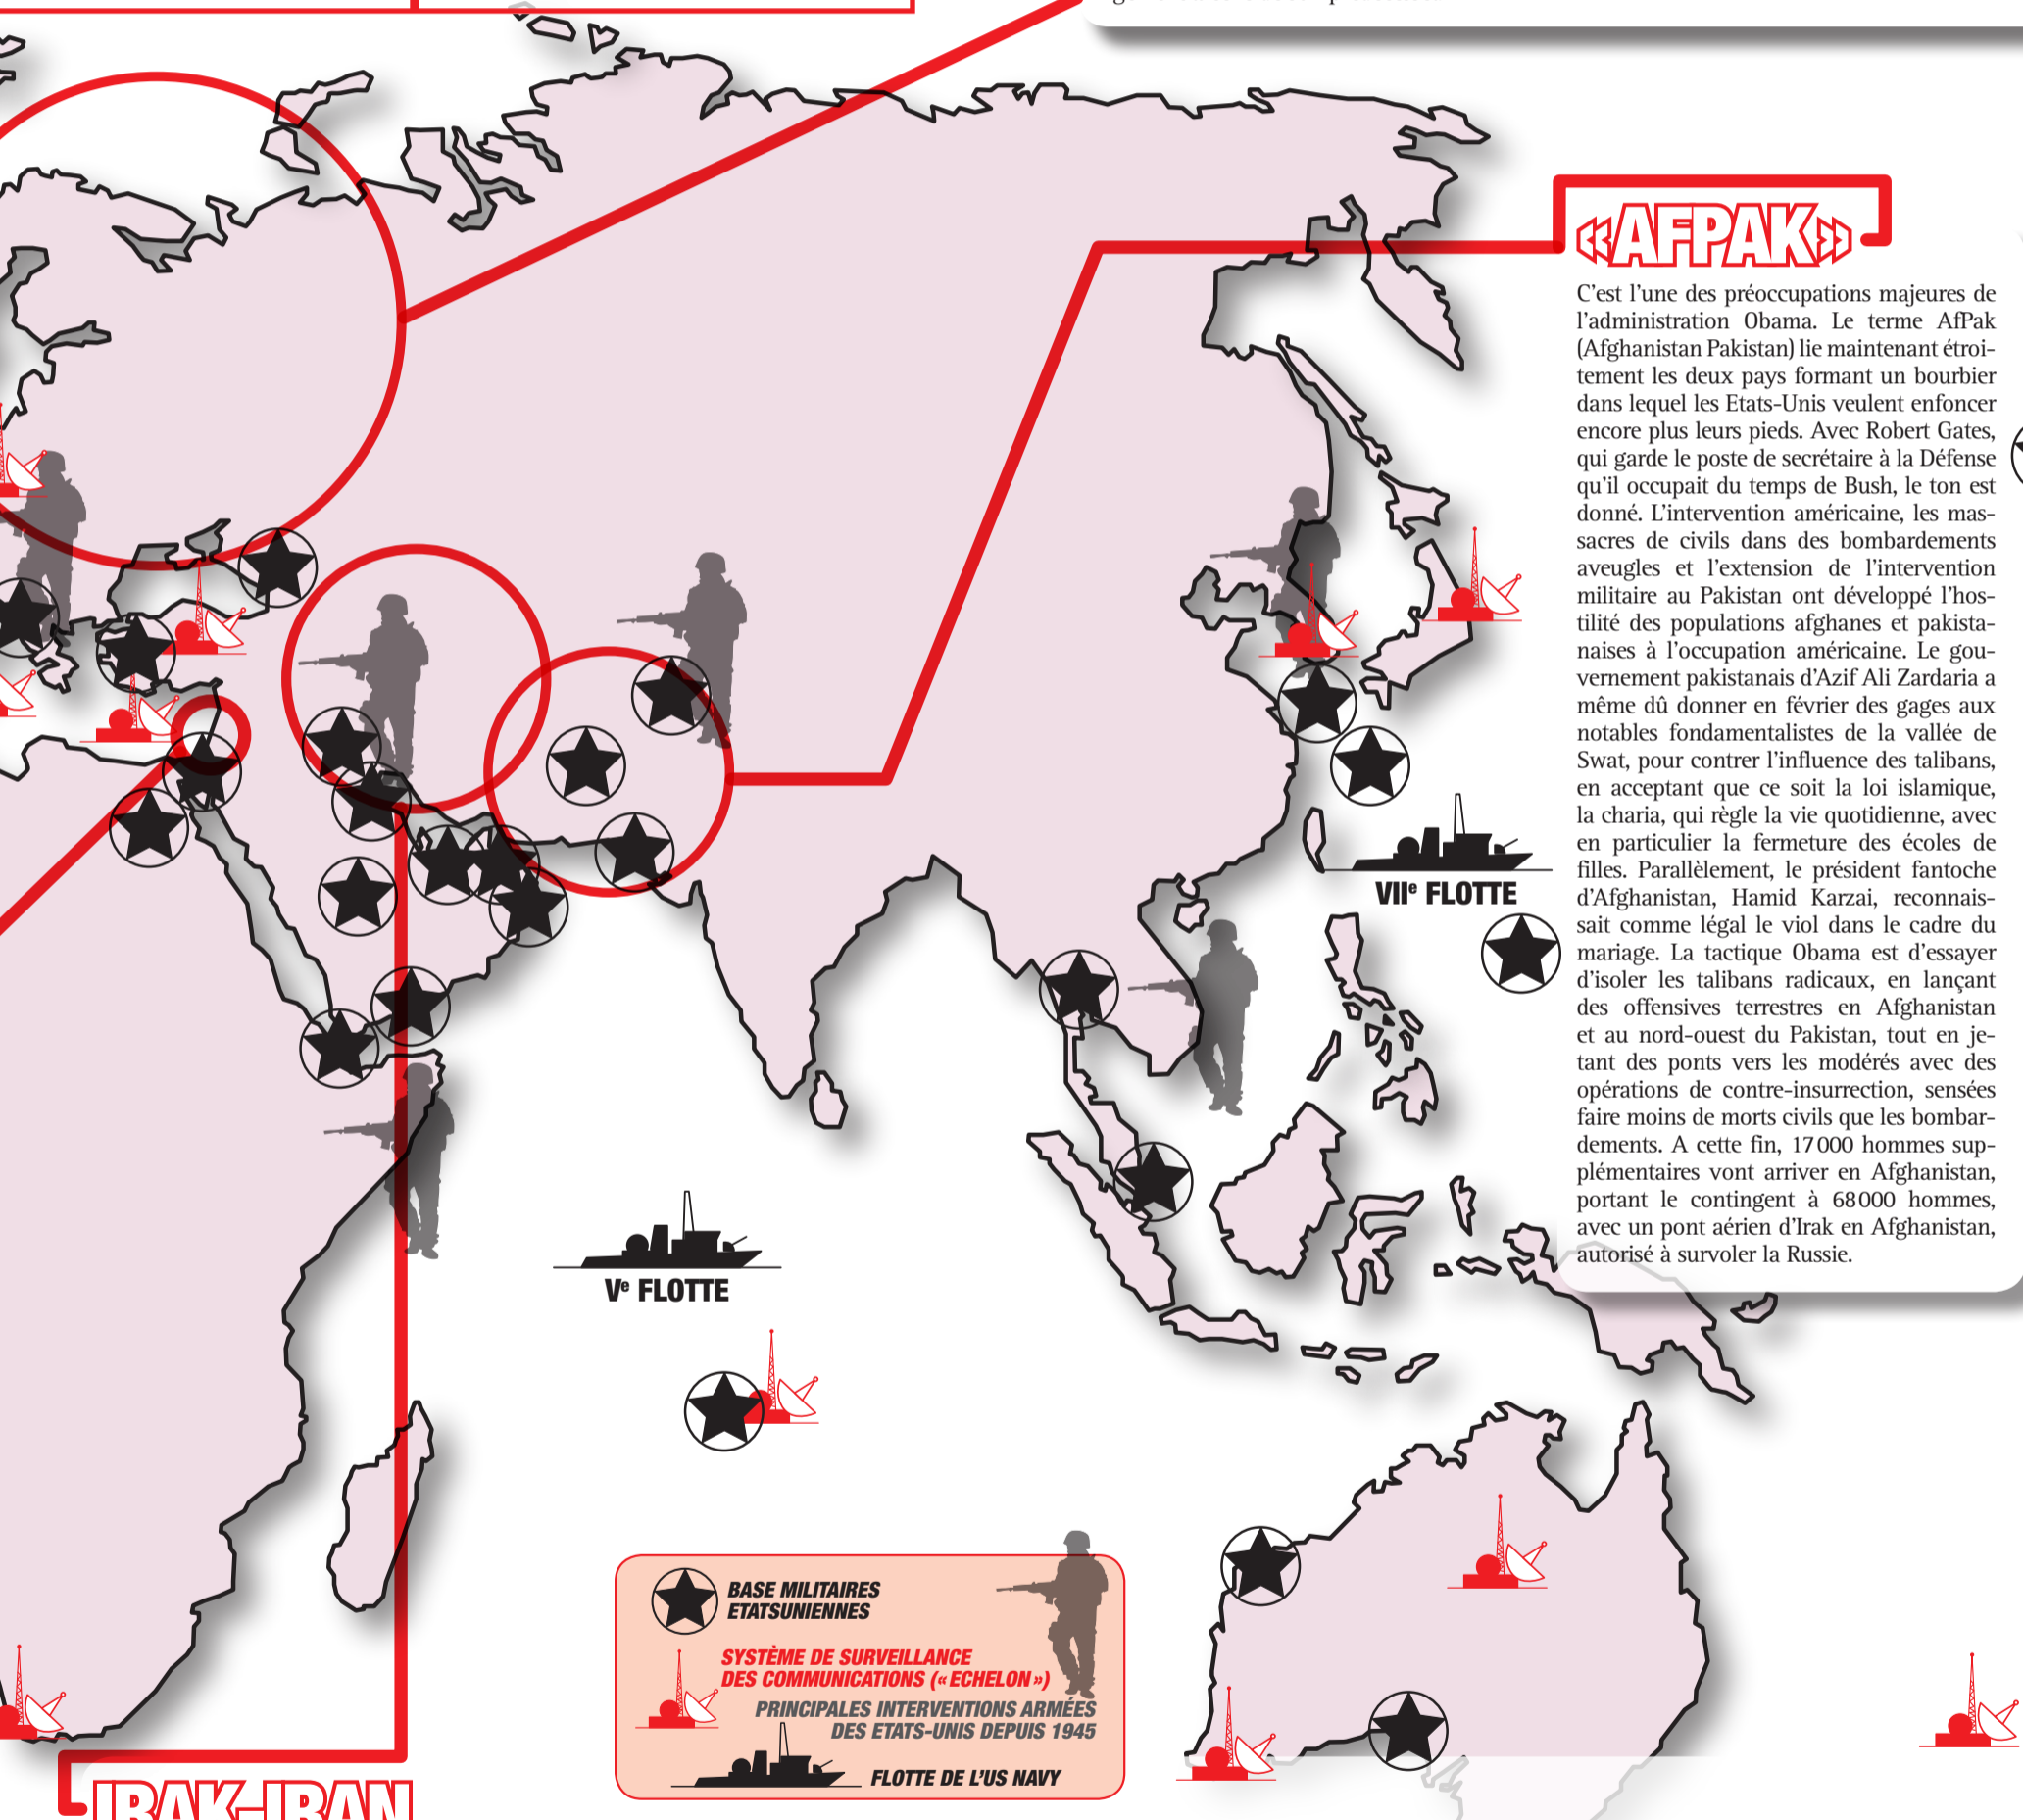 «AFPAK»
C’est l’une des préoccupations majeures de
l’administration Obama. Le terme AfPak
(Afghanistan Pakistan) lie maintenant étroi-
tement les deux pays formant un bourbier
dans lequel les Etats-Unis veulent enfoncer
encore plus leurs pieds. Avec Robert Gates,
qui garde le poste de secrétaire à la Défense
qu’il occupait du temps de Bush, le ton est
donné. L’intervention américaine, les mas-
sacres de civils dans des bombardements
aveugles et l’extension de l’intervention
militaire au Pakistan ont développé l’hos-
tilité des populations afghanes et pakista-
naises à l’occupation américaine. Le gou-
vernement pakistanais d’Azif Ali Zardaria a
même dû donner en février des gages aux
notables fondamentalistes de la vallée de
Swat, pour contrer l’influence des talibans,
en acceptant que ce soit la loi islamique,
la charia, qui règle la vie quotidienne, avec
en particulier la fermeture des écoles de
filles. Parallèlement, le président fantoche
d’Afghanistan, Hamid Karzai, reconnais-
sait comme légal le viol dans le cadre du
mariage. La tactique Obama est d’essayer
d’isoler les talibans radicaux, en lançant
des offensives terrestres en Afghanistan
et au nord-ouest du Pakistan, tout en je-
tant des ponts vers les modérés avec des
opérations de contre-insurrection, sensées
faire moins de morts civils que les bombar-
dements. A cette fin, 17 000 hommes sup-
plémentaires vont arriver en Afghanistan,
portant le contingent à 68 000 hommes,
avec un pont aérien d’Irak en Afghanistan,
autorisé à survoler la Russie.
VIIe FLOTTE
Ve FLOTTE
BASE MILITAIRES
ETATSUNIENNES
SYSTÈME DE SURVEILLANCE
DES COMMUNICATIONS (« ECHELON »)
PRINCIPALES INTERVENTIONS ARMÉES
DES ETATS-UNIS DEPUIS 1945
FLOTTE DE L’US NAVY
IRAK-IRAN